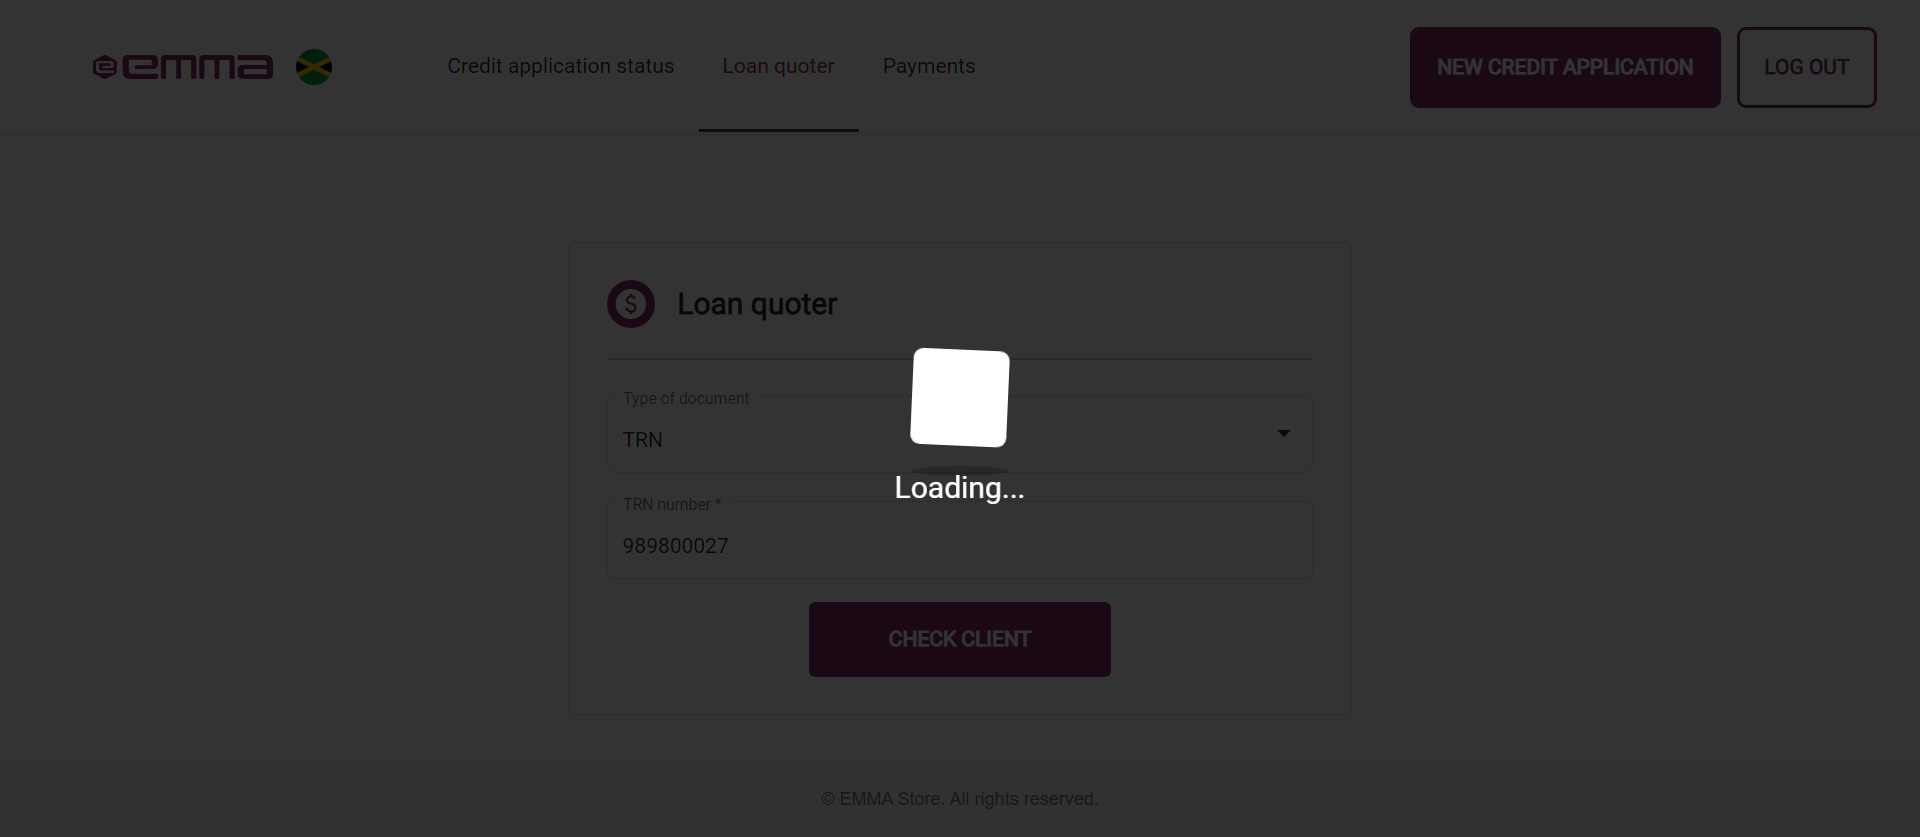 emma
Credit application status
Loan quoter
Payments
NEW CREDIT APPLICATION
LOG OUT
$ Loan quoter
Type of document
TRN
Loading...
TRN number *
989800027
CHECK CLIENT
© EMMA Store. All rights reserved.